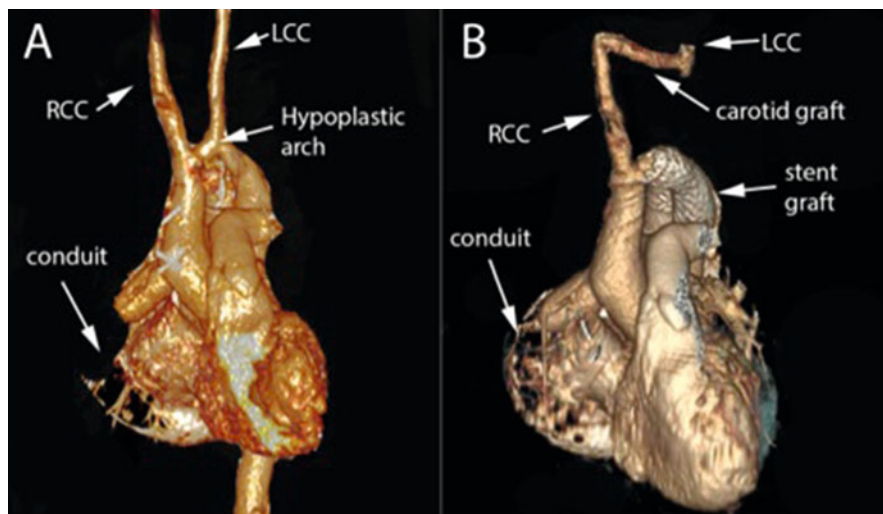 A
LCC
RCC
Hypoplastic
arch
conduit
B
LCC
carotid graft
RCC
stent
graft
conduit